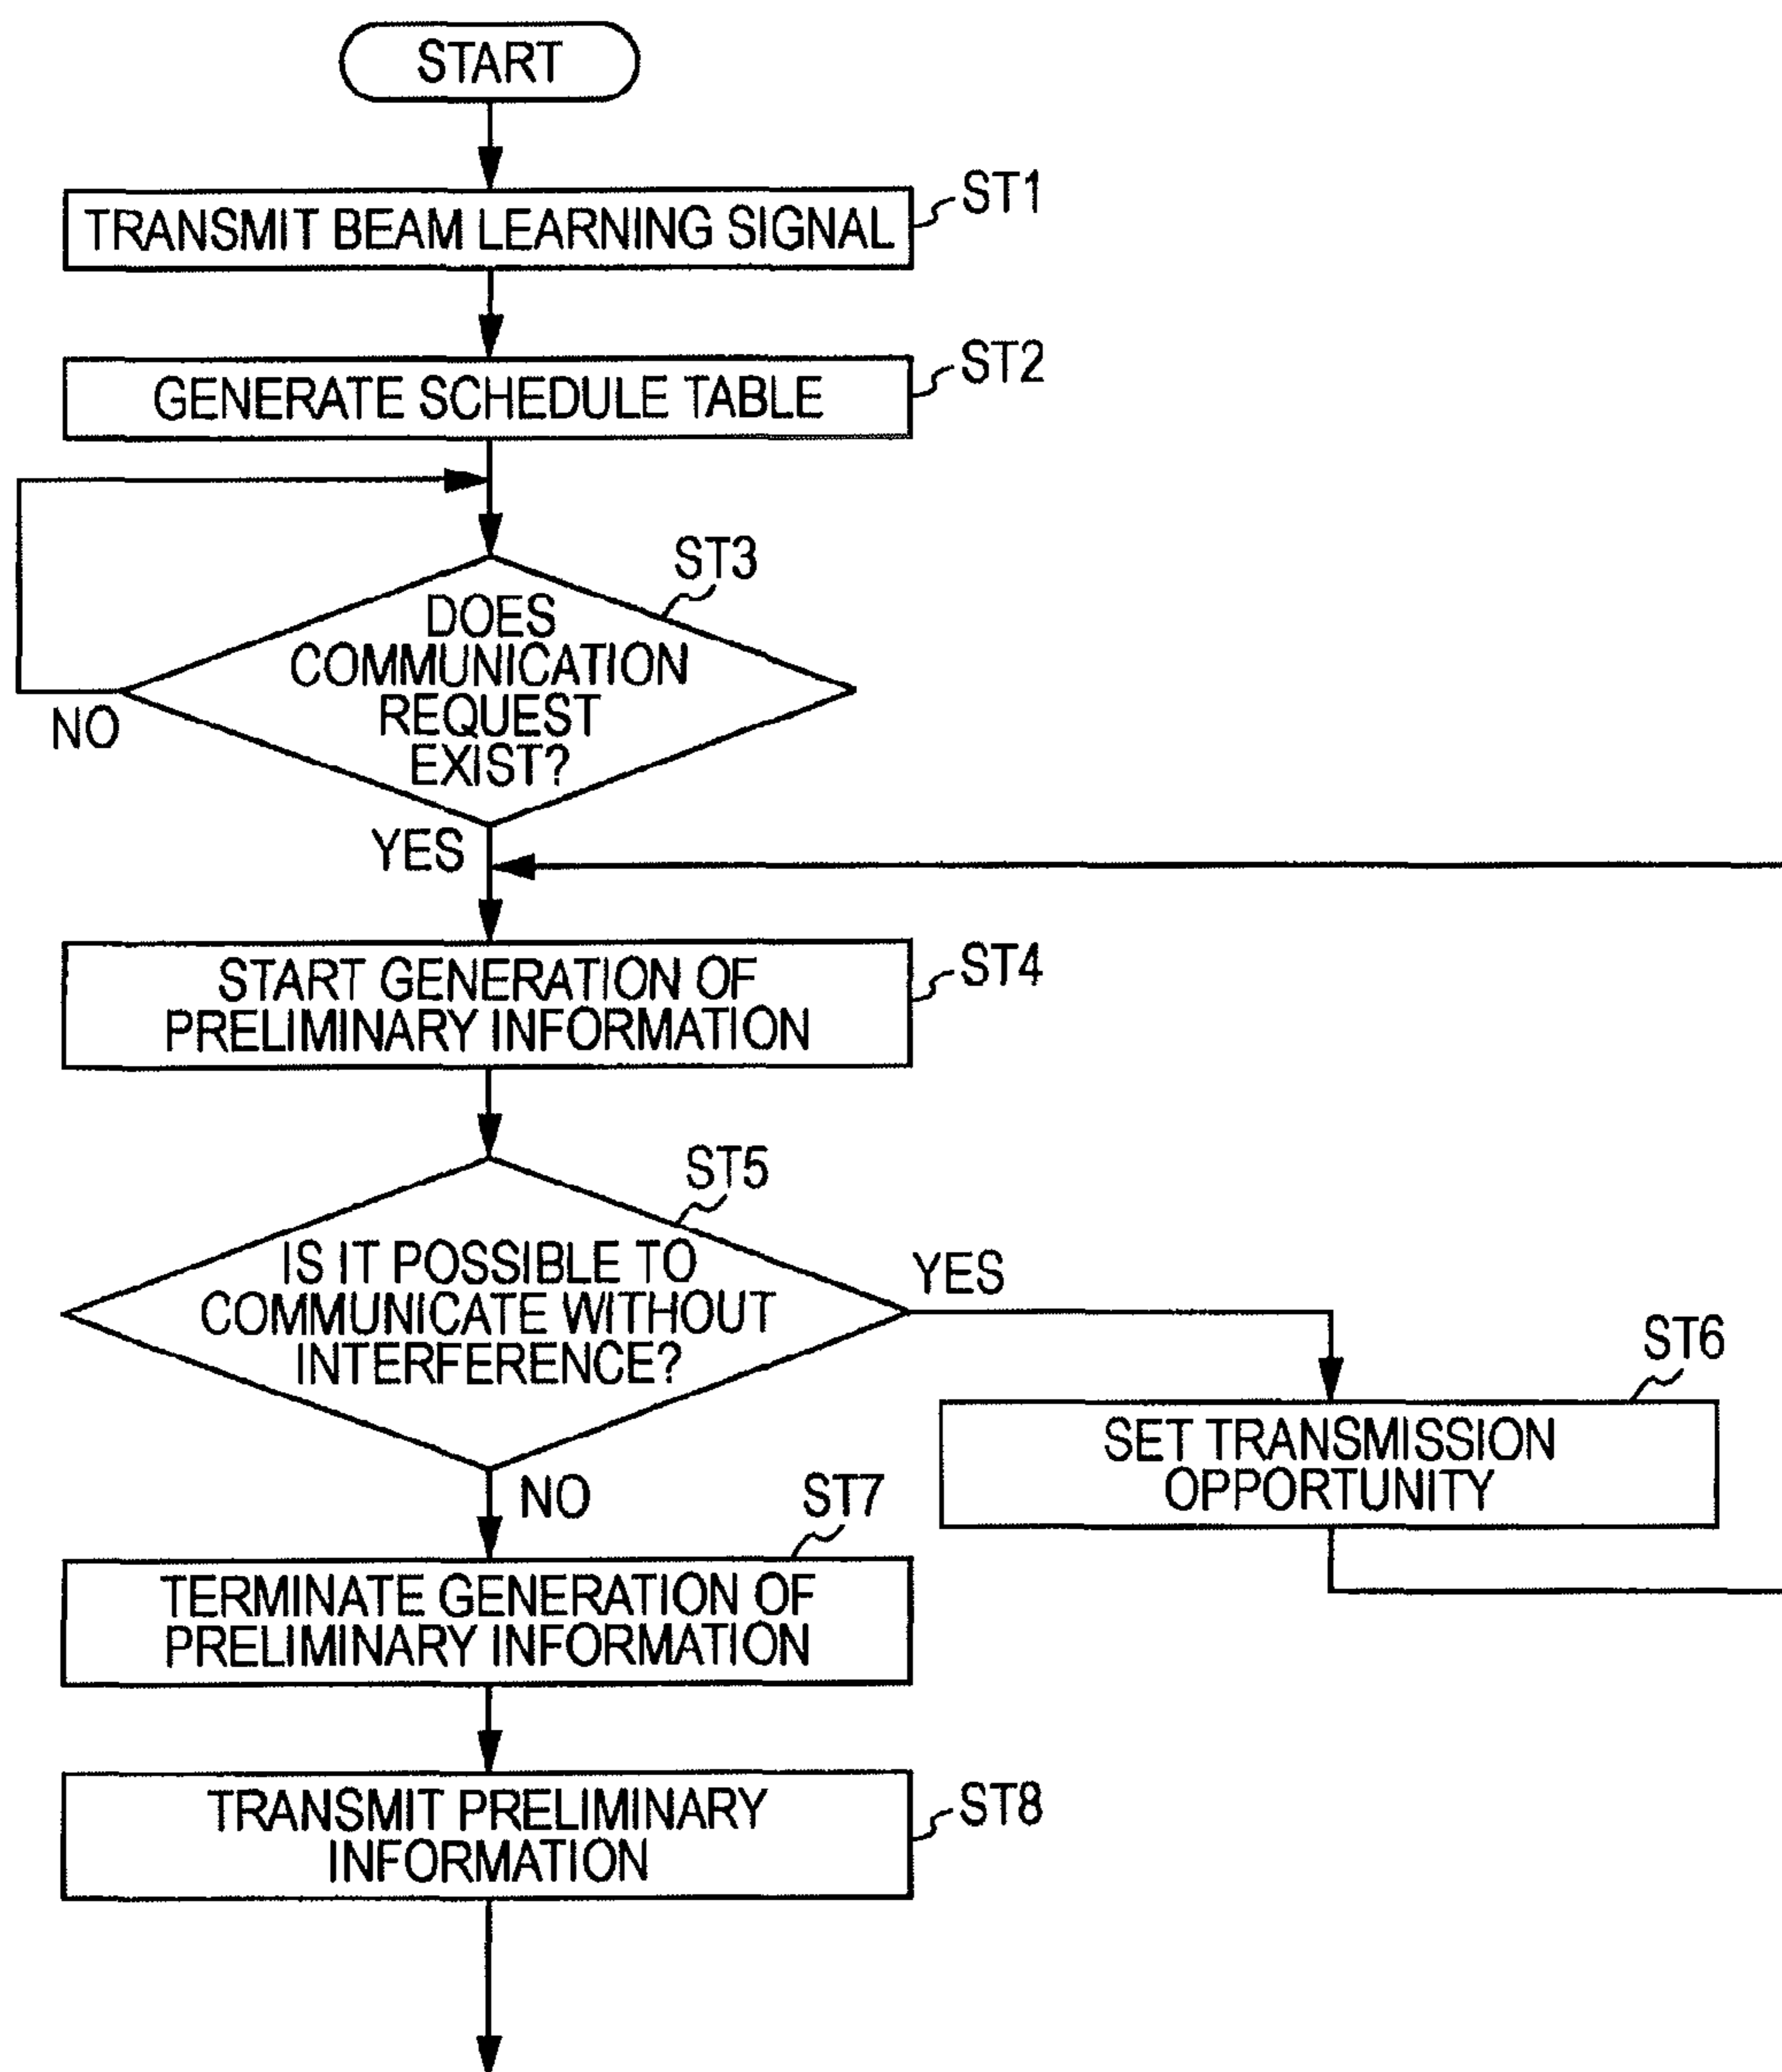 START
ST1
TRANSMIT BEAM LEARNING SIGNAL
ST2
GENERATE SCHEDULE TABLE
ST3
DOES
COMMUNICATION
REQUEST
EXIST?
NO
YES
ST4
START GENERATION OF
PRELIMINARY INFORMATION
ST5
IS IT POSSIBLE TO
COMMUNICATE WITHOUT
INTERFERENCE?
YES
ST6
SET TRANSMISSION
OPPORTUNITY
NO
ST7
TERMINATE GENERATION OF
PRELIMINARY INFORMATION
ST8
TRANSMIT PRELIMINARY
INFORMATION